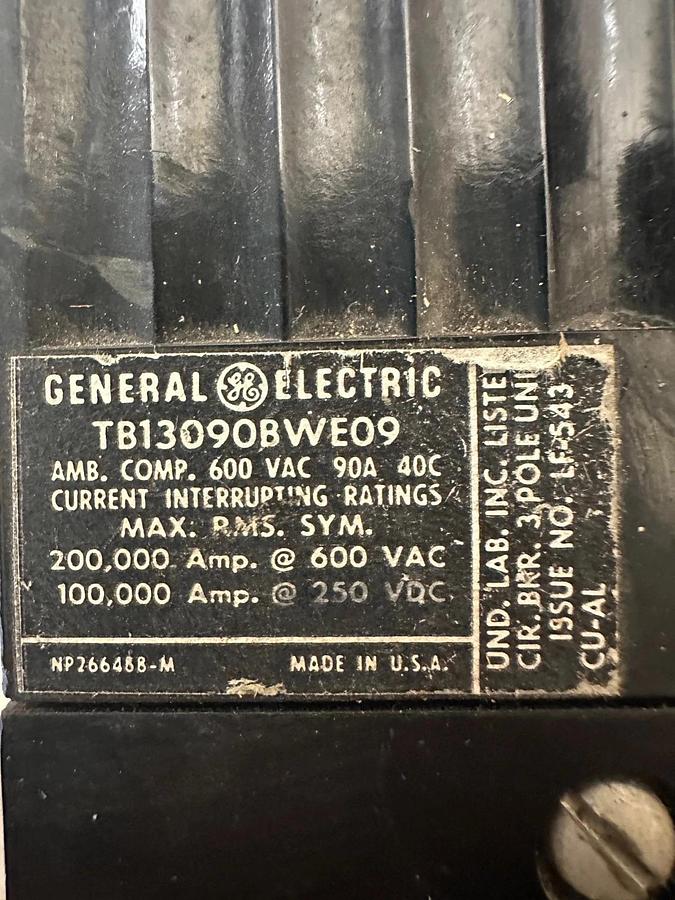 GENERAL GE ELECTRIC
TB13090BWE09
AMB. COMP. 600 VAC 90A 40C
CURRENT INTERRUPTING RATINGS
MAX. RMS. SYM.
200,000 Amp. @ 600 VAC
100,000 Amp. @ 250 VDC
NP266488-M MADE IN U.S.A.
UND. LAB. INC. LISTE
CIR. BKR. 3 POLE UNI
ISSUE NO. LF-543
CU-AL